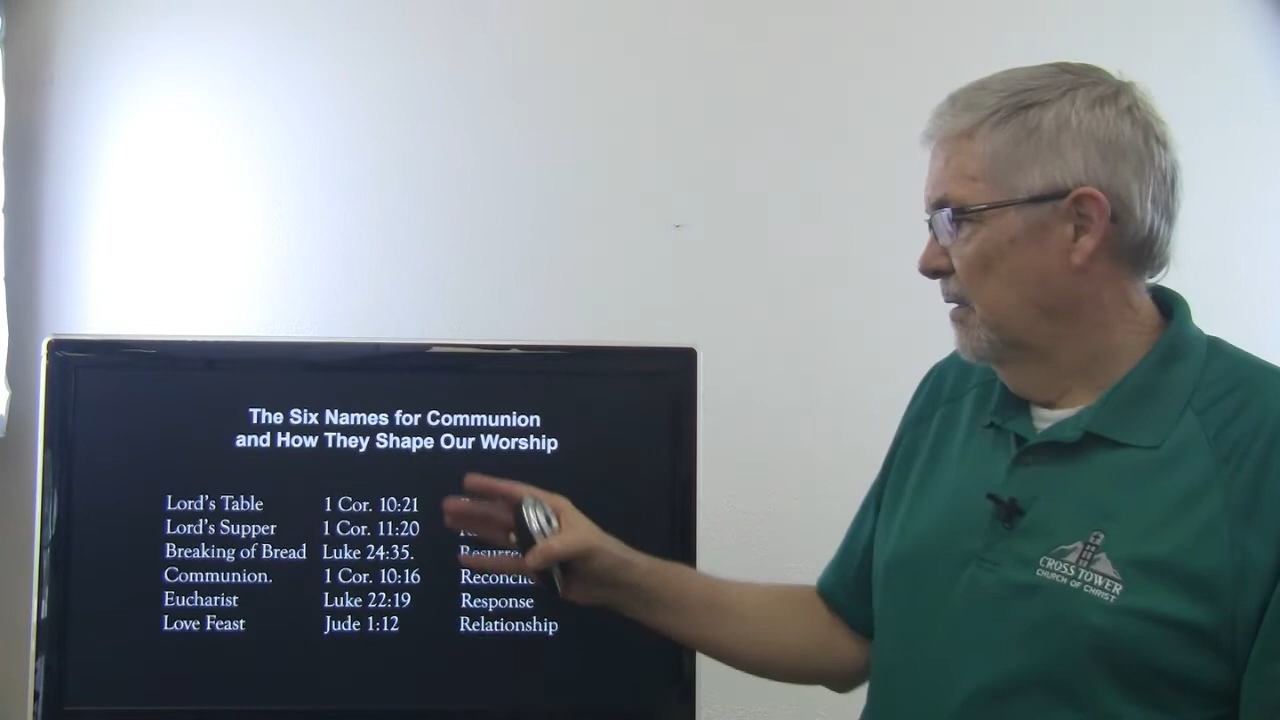 The Six Names for Communion
and How They Shape Our Worship
Lord's Table 1 Cor. 10:21
Lord's Supper 1 Cor. 11:20
Breaking of Bread Luke 24:35.
Communion. 1 Cor. 10:16
Eucharist Luke 22:19 Response
Love Feast Jude 1:12 Relationship
CROSS TOWER
CHURCH OF CHRIST